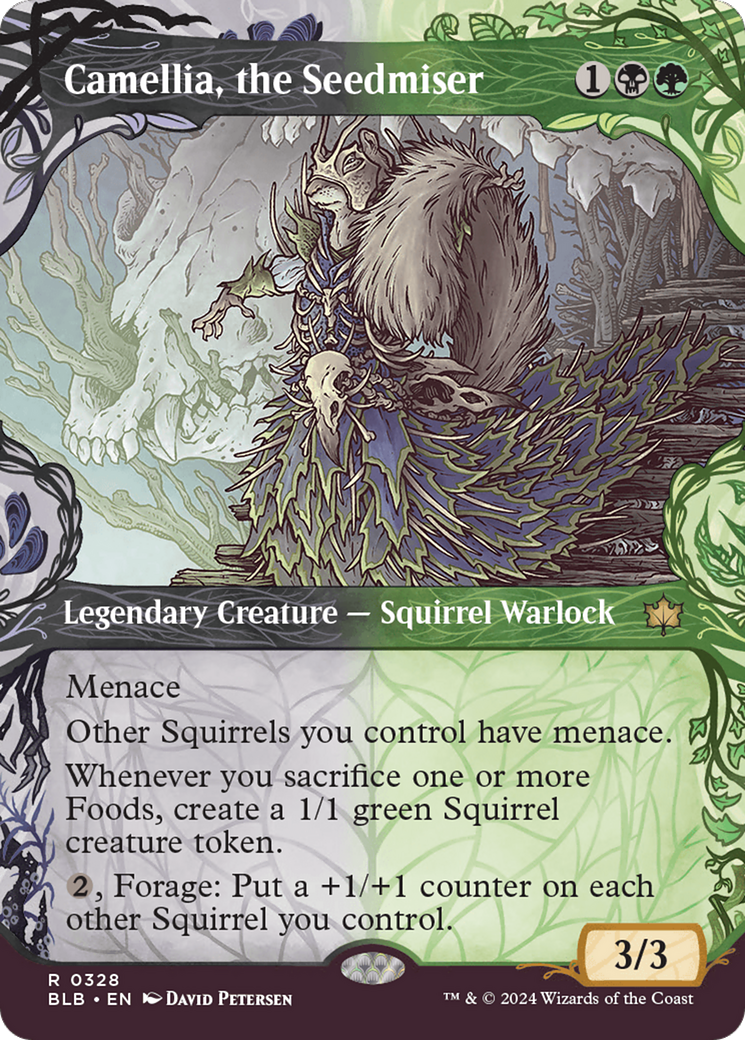 Camellia, the Seedmiser 1
Legendary Creature — Squirrel Warlock
Menace
Other Squirrels you control have menace.
Whenever you sacrifice one or more
Foods, create a 1/1 green Squirrel
creature token.
2, Forage: Put a +1/+1 counter on each
other Squirrel you control.
3/3
R 0328
BLB • EN DAVID PETERSEN
™ & © 2024 Wizards of the Coast